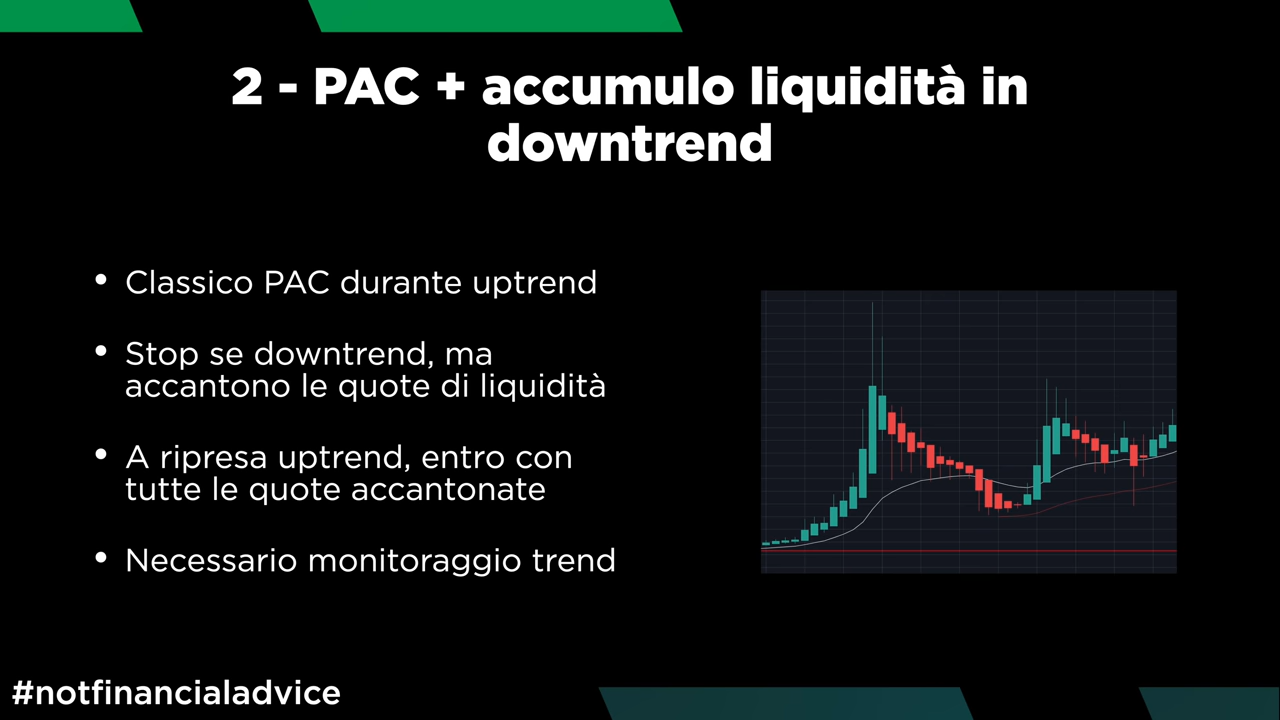 2 - PAC + accumulo liquidità in
downtrend
• Classico PAC durante uptrend
• Stop se downtrend, ma
accantono le quote di liquidità
• A ripresa uptrend, entro con
tutte le quote accantonate
• Necessario monitoraggio trend
#notfinancialadvice